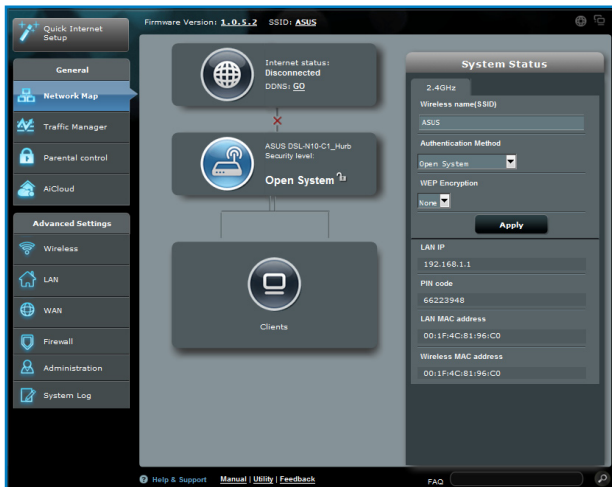 Firmware Version: 1.0.5.2 SSID: ASUS
Quick Internet
Setup
General
Network Map
Traffic Manager
Parental control
AiCloud
Advanced Settings
Wireless
LAN
WAN
Firewall
Administration
System Log
Internet status:
Disconnected
DDNS: GO
ASUS DSL-N10-C1_Hurb
Security level:
Open System
Clients
System Status
2.4GHz
Wireless name(SSID)
ASUS
Authentication Method
Open System
WEP Encryption
None
Apply
LAN IP
192.168.1.1
PIN code
66223948
LAN MAC address
00:1F:4C:81:96:C0
Wireless MAC address
00:1F:4C:81:96:C0
Help & Support Manual | Utility | Feedback
FAQ